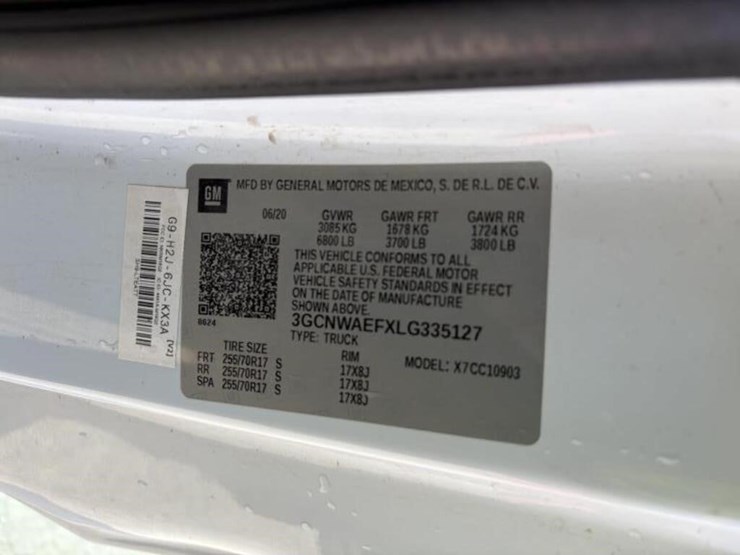 GM
MFD BY GENERAL MOTORS DE MEXICO, S. DE R.L. DE C.V.
06/20 GVWR GAWR FRT GAWR RR
3085 KG 1678 KG 1724 KG
6800 LB 3700 LB 3800 LB
THIS VEHICLE CONFORMS TO ALL
APPLICABLE U.S. FEDERAL MOTOR
VEHICLE SAFETY STANDARDS IN EFFECT
ON THE DATE OF MANUFACTURE
SHOWN ABOVE.
8624
3GCNWAEFXLG335127
TYPE: TRUCK
TIRE SIZE RIM MODEL: X7CC10903
FRT 255/70R17 S 17X8J
RR 255/70R17 S 17X8J
SPA 255/70R17 S 17X8J
G9-H2J-6JC-KX3A [V2]